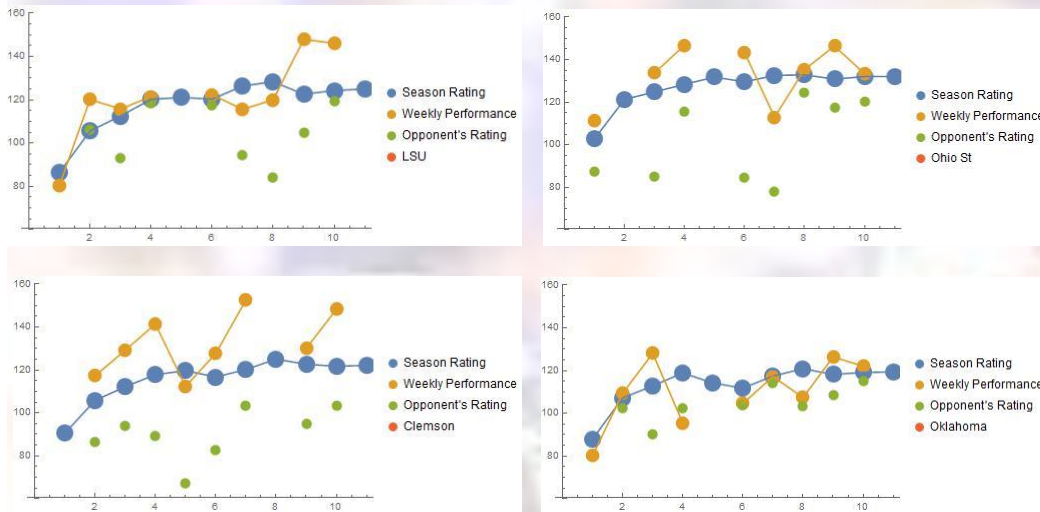 160
140
120
100
80
2
4
6
8
10
Season Rating
Weekly Performance
Opponent's Rating
LSU
160
140
120
100
80
2
4
6
8
10
Season Rating
Weekly Performance
Opponent's Rating
Ohio St
160
140
120
100
80
2
4
6
8
10
Season Rating
Weekly Performance
Opponent's Rating
Clemson
160
140
120
100
80
2
4
6
8
10
Season Rating
Weekly Performance
Opponent's Rating
Oklahoma